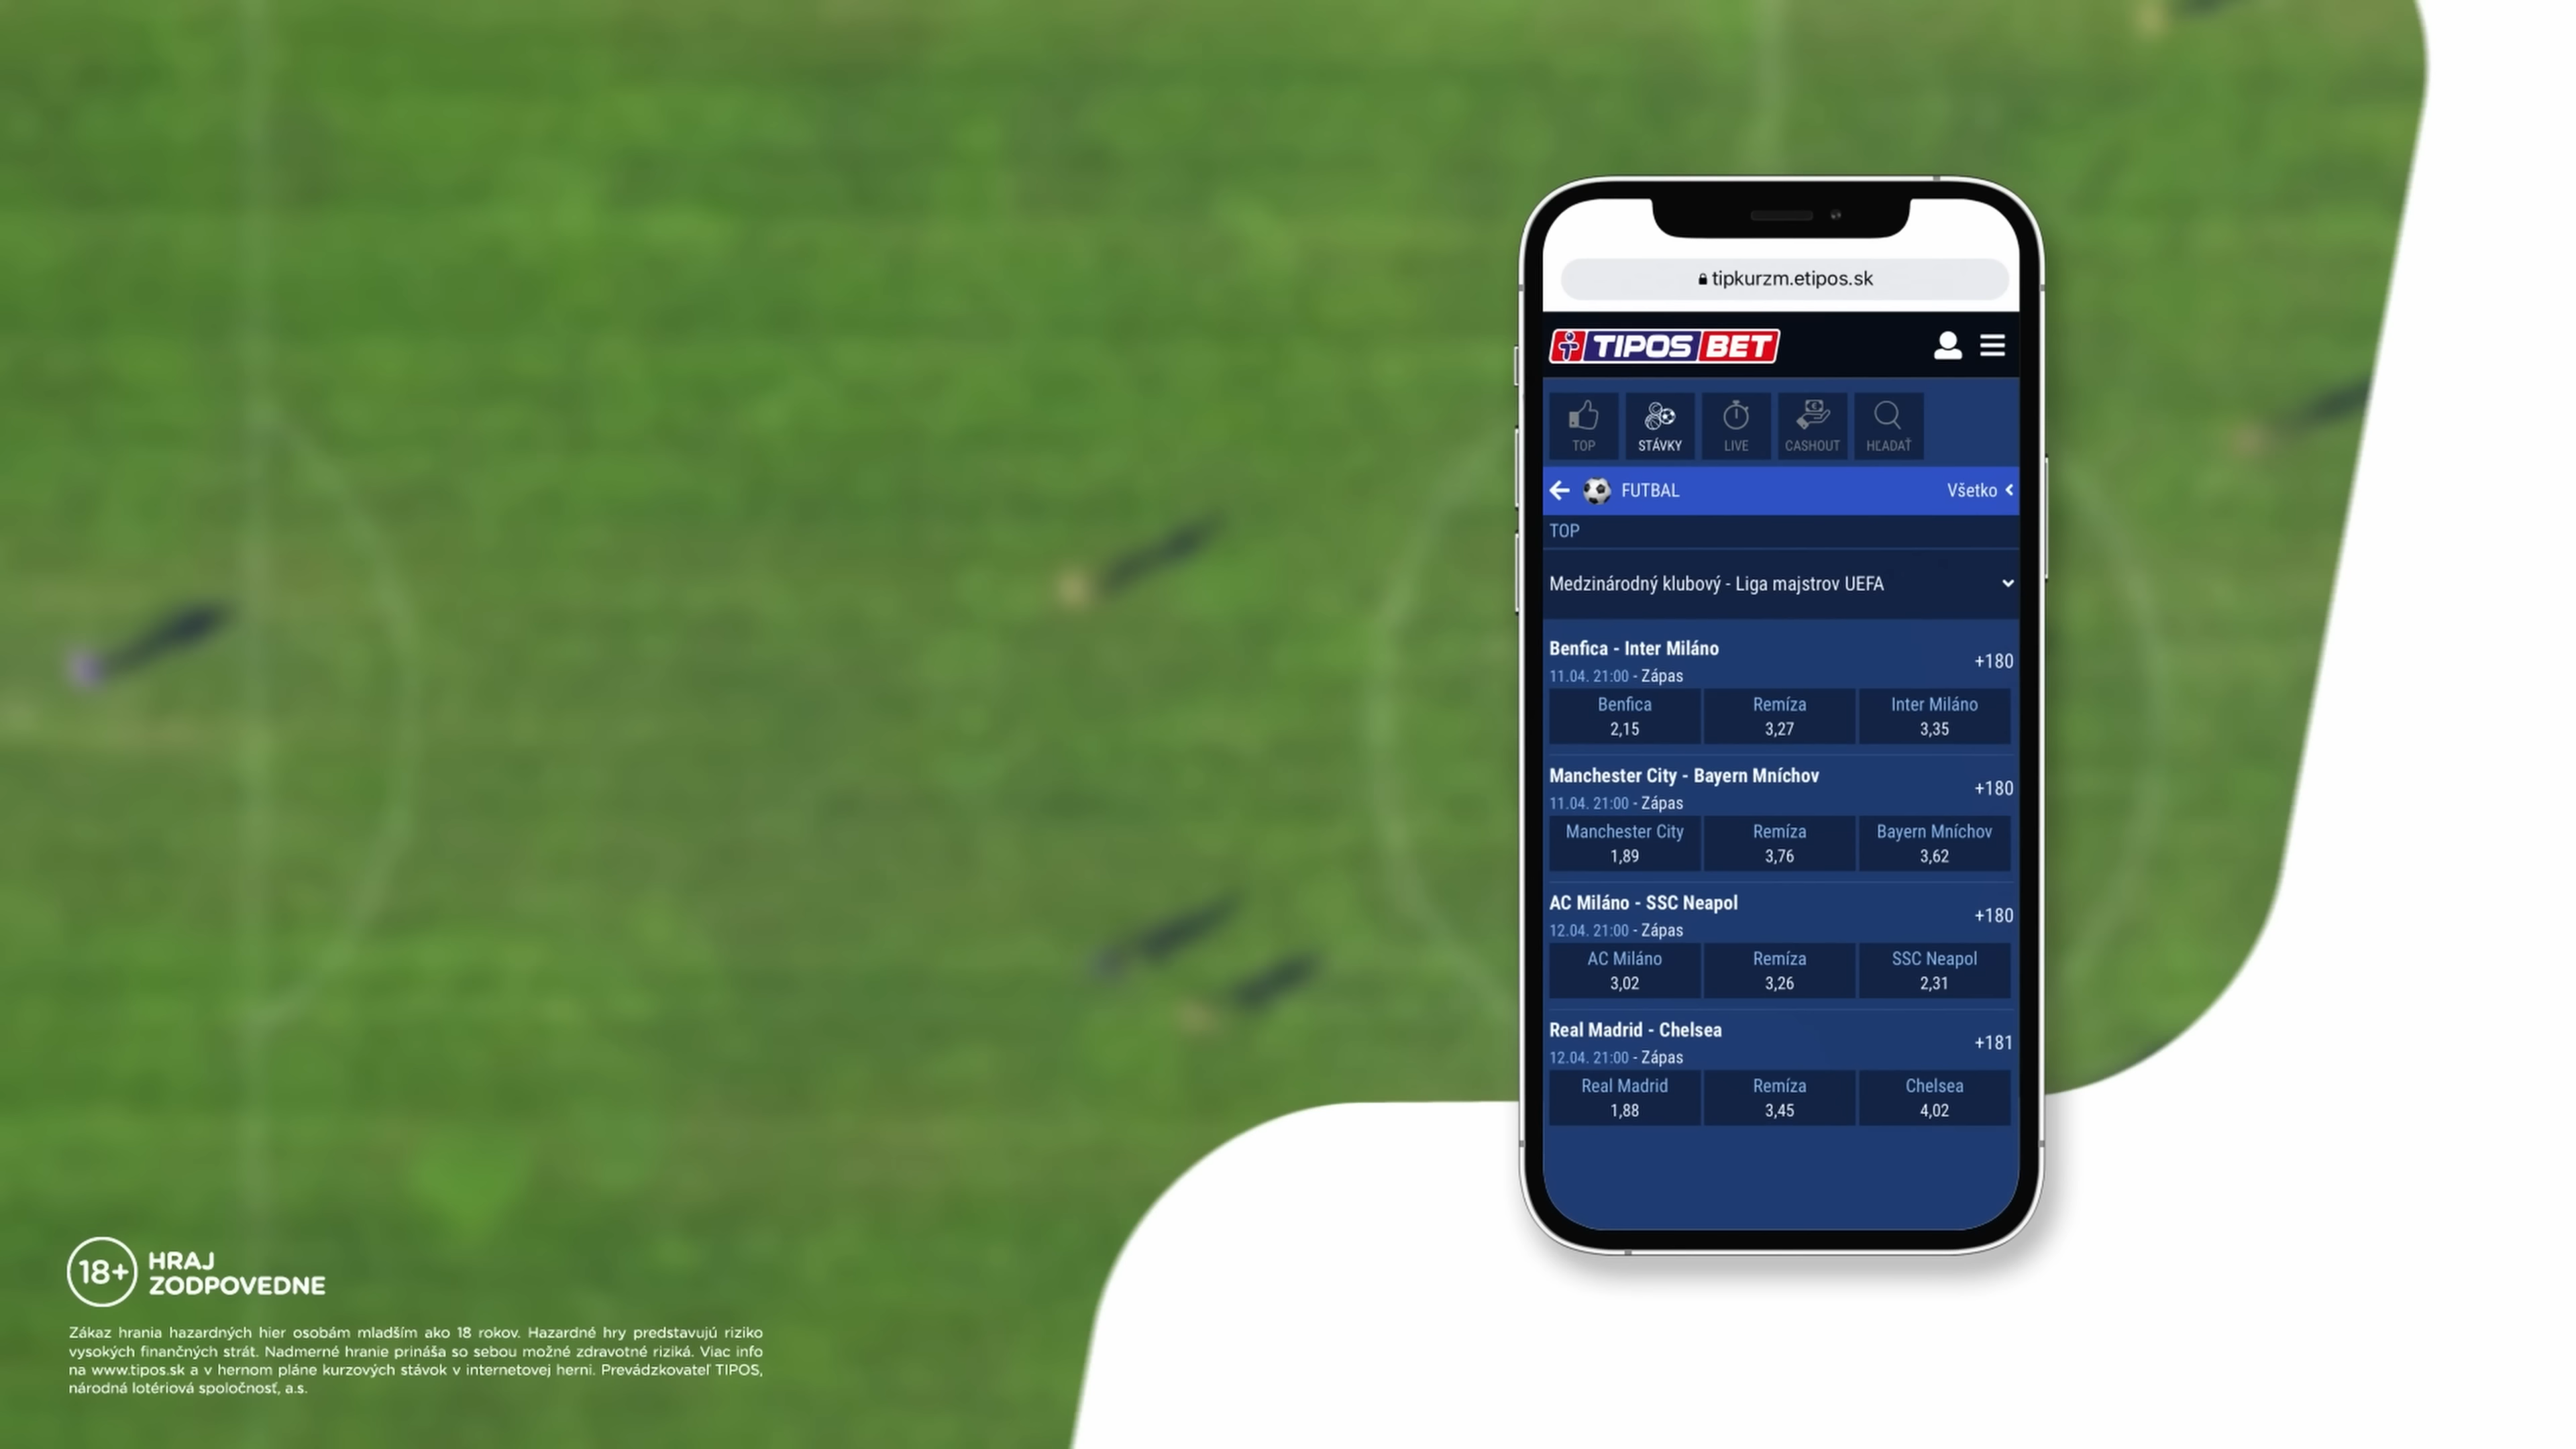 tipkurzm.etipos.sk
TIPOS BET
TOP
STÁVKY
LIVE
CASHOUT
HĽADAŤ
FUTBAL
Všetko
TOP
Medzinárodný klubový - Liga majstrov UEFA
Benfica - Inter Miláno
+180
11.04. 21:00 - Zápas
Benfica
Remíza
Inter Miláno
2,15
3,27
3,35
Manchester City - Bayern Mníchov
+180
11.04. 21:00 - Zápas
Manchester City
Remíza
Bayern Mníchov
1,89
3,76
3,62
AC Miláno - SSC Neapol
+180
12.04. 21:00 - Zápas
AC Miláno
Remíza
SSC Neapol
3,02
3,26
2,31
Real Madrid - Chelsea
+181
12.04. 21:00 - Zápas
Real Madrid
Remíza
Chelsea
1,88
3,45
4,02
18+
HRAJ
ZODPOVEDNE
Zákaz hrania hazardných hier osobám mladším ako 18 rokov. Hazardné hry predstavujú riziko
vysokých finančných strát. Nadmerné hranie prináša so sebou možné zdravotné riziká. Viac info
na www.tipos.sk a v hernom pláne kurzových stávok v internetovej herni. Prevádzkovateľ TIPOS,
národná lotériová spoločnosť, a.s.